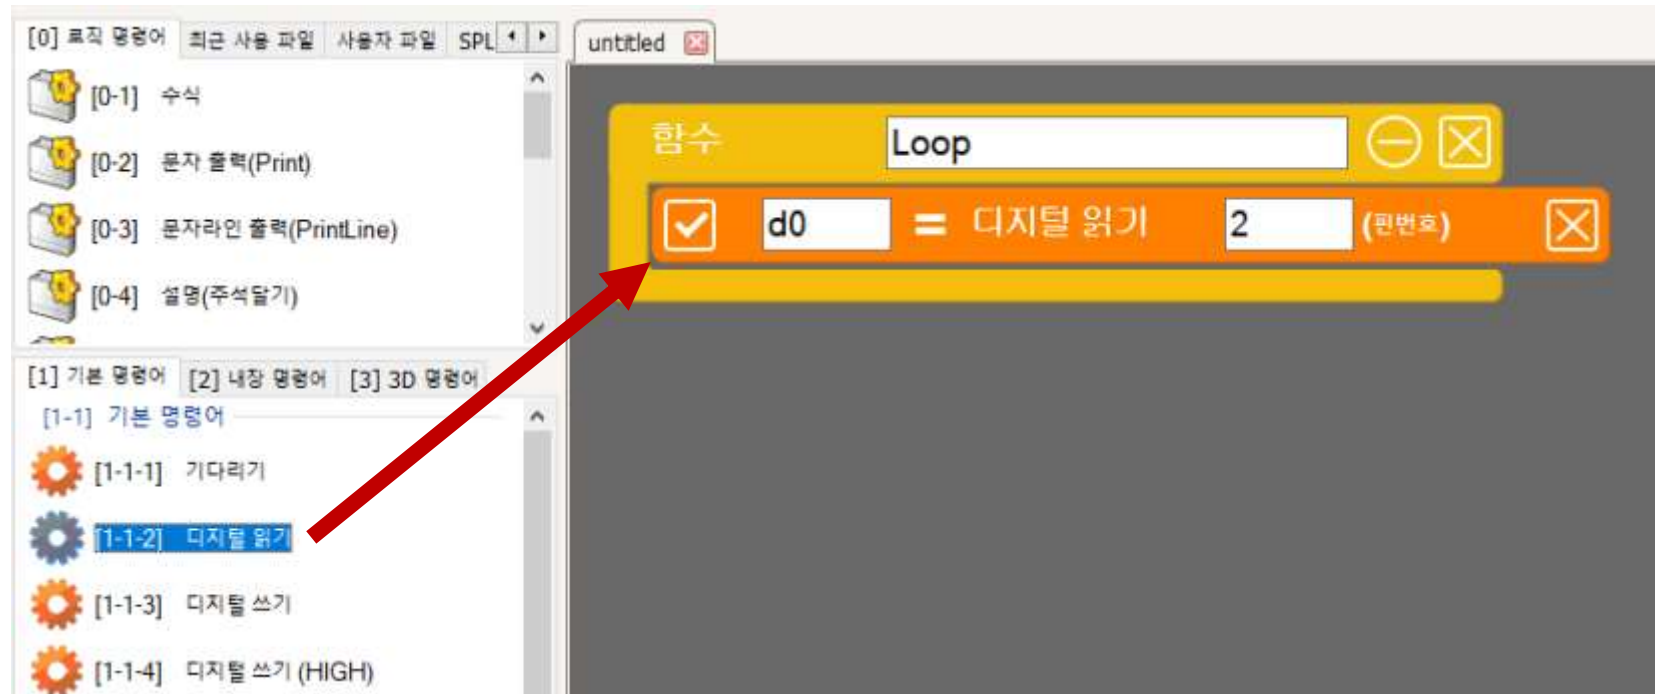 [0] 로직 명령어 최근 사용 파일 사용자 파일 SPL
[0-1] 수식
[0-2] 문자 출력(Print)
[0-3] 문자라인 출력(PrintLine)
[0-4] 설명(주석달기)
[1] 기본 명령어 [2] 내장 명령어 [3] 3D 명령어
[1-1] 기본 명령어
[1-1-1] 기다리기
[1-1-2] 디지털 읽기
[1-1-3] 디지털 쓰기
[1-1-4] 디지털 쓰기 (HIGH)
untitled
함수 Loop
d0 = 디지털 읽기 2 (핀번호)